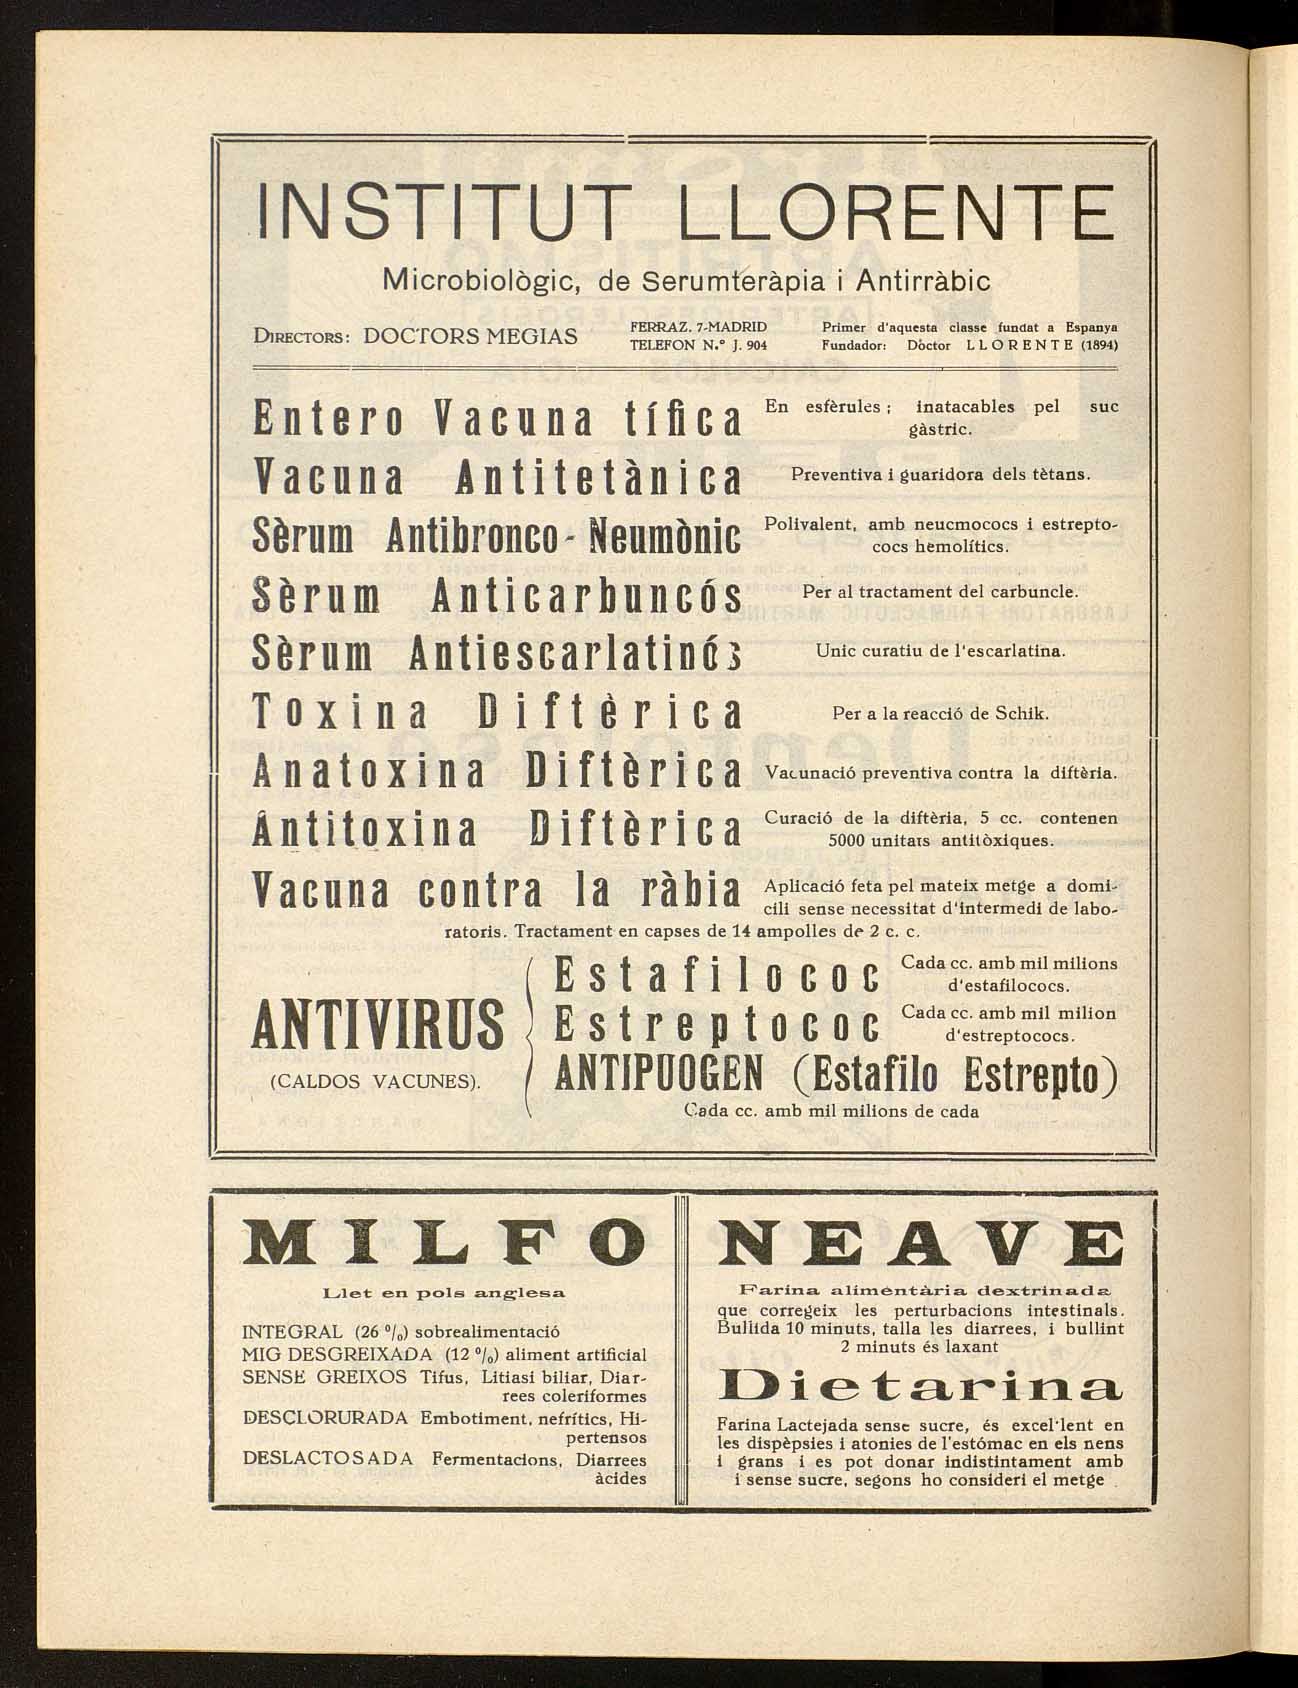 INSTITUT LLORENTE
Microbiològic, de Serumteràpia i Antirràbic
DIRECTORS: DOCTORS MEGIAS
FERRAZ. 7-MADRID
TELEFON N.º J. 904
Primer d'aquesta classe fundat a Espanya
Fundador: Dòctor LLORENTE (1894)
Entero Vacuna tífica
En esfèrules; inatacables pel suc
gàstric.
Vacuna Antitetànica
Preventiva i guaridora dels tètans.
Sèrum Antibronco-Neumònic
Polivalent, amb neucmococs i estrepto-
cocs hemolítics.
Sèrum Anticarbuncós
Per al tractament del carbuncle.
Sèrum Antiescarlatinós
Unic curatiu de l'escarlatina.
Toxina Diftèrica
Per a la reacció de Schik.
Anatoxina Diftèrica
Vacunació preventiva contra la diftèria.
Antitoxina Diftèrica
Curació de la diftèria, 5 cc. contenen
5000 unitats antitòxiques.
Vacuna contra la ràbia
Aplicació feta pel mateix metge a domi-
cili sense necessitat d'intermedi de labo-
ratoris. Tractament en capses de 14 ampolles de 2 c. c.
ANTIVIRUS
(CALDOS VACUNES).
Estafilococ
Cada cc. amb mil milions
d'estafilococs.
Estreptococ
Cada cc. amb mil milion
d'estreptococs.
ANTIPUOGEN (Estafilo Estrepto)
Cada cc. amb mil milions de cada
MILFO
Llet en pols anglesa
INTEGRAL (26 %) sobrealimentació
MIG DESGREIXADA (12 %) aliment artificial
SENSE GREIXOS Tifus, Litiasi biliar, Diar-
rees coleriformes
DESCLORURADA Embotiment, nefrítics, Hi-
pertensos
DESLACTOSADA Fermentacions, Diarrees
àcides
NEAVE
Farina alimentària dextrinada
que corregeix les perturbacions intestinals.
Bullida 10 minuts, talla les diarrees, i bullint
2 minuts és laxant
Dietarina
Farina Lactejada sense sucre, és excel·lent en
les dispèpsies i atonies de l'estómac en els nens
i grans i es pot donar indistintament amb
i sense sucre, segons ho consideri el metge .